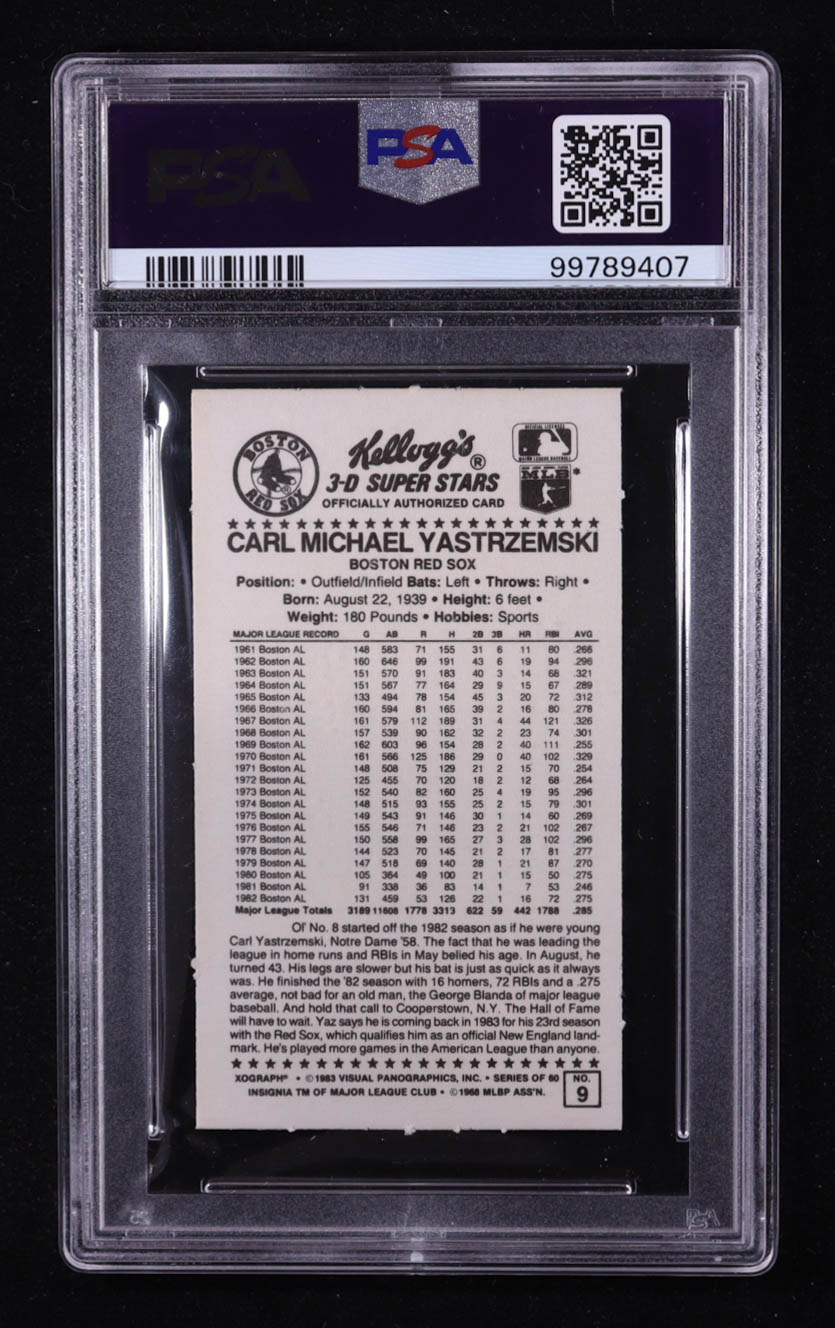 PSA
PSA
99789407
BOSTON RED SOX
Kellogg's®
3-D SUPER STARS
OFFICIALLY AUTHORIZED CARD
OFFICIAL LICENSEE
MAJOR LEAGUE BASEBALL
MLB*
CARL MICHAEL YASTRZEMSKI
BOSTON RED SOX
Position: • Outfield/Infield Bats: Left • Throws: Right •
Born: August 22, 1939 • Height: 6 feet •
Weight: 180 Pounds • Hobbies: Sports
MAJOR LEAGUE RECORD G AB R H 2B 3B HR RBI AVG
1961 Boston AL 148 583 71 155 31 6 11 80 .266
1962 Boston AL 160 646 99 191 43 6 19 94 .296
1963 Boston AL 151 570 91 183 40 3 14 68 .321
1964 Boston AL 151 567 77 164 29 9 15 67 .289
1965 Boston AL 133 494 78 154 45 3 20 72 .312
1966 Boston AL 160 594 81 165 39 2 16 80 .278
1967 Boston AL 161 579 112 189 31 4 44 121 .326
1968 Boston AL 157 539 90 162 32 2 23 74 .301
1969 Boston AL 162 603 96 154 28 2 40 111 .255
1970 Boston AL 161 566 125 186 29 0 40 102 .329
1971 Boston AL 148 508 75 129 21 2 15 70 .254
1972 Boston AL 125 455 70 120 18 2 12 68 .264
1973 Boston AL 152 540 82 160 25 4 19 95 .296
1974 Boston AL 148 515 93 155 25 2 15 79 .301
1975 Boston AL 149 543 91 146 30 1 14 60 .269
1976 Boston AL 155 546 71 146 23 2 21 102 .267
1977 Boston AL 150 558 99 165 27 3 28 102 .296
1978 Boston AL 144 523 70 145 21 2 17 81 .277
1979 Boston AL 147 518 69 140 28 1 21 87 .270
1980 Boston AL 105 364 49 100 21 1 15 50 .275
1981 Boston AL 91 338 36 83 14 1 7 53 .246
1982 Boston AL 131 459 53 126 22 1 16 72 .275
Major League Totals 3189 11608 1778 3313 622 59 442 1788 .285
Ol' No. 8 started off the 1982 season as if he were young
Carl Yastrzemski, Notre Dame '58. The fact that he was leading the
league in home runs and RBIs in May belied his age. In August, he
turned 43. His legs are slower but his bat is just as quick as it always
was. He finished the '82 season with 16 homers, 72 RBIs and a .275
average, not bad for an old man, the George Blanda of major league
baseball. And hold that call to Cooperstown, N.Y. The Hall of Fame
will have to wait. Yaz says he is coming back in 1983 for his 23rd season
with the Red Sox, which qualifies him as an official New England land-
mark. He's played more games in the American League than anyone.
XOGRAPH® • ©1983 VISUAL PANOGRAPHICS, INC. • SERIES OF 60
INSIGNIA TM OF MAJOR LEAGUE CLUB • ©1968 MLBP ASS'N.
NO.
9
PSA